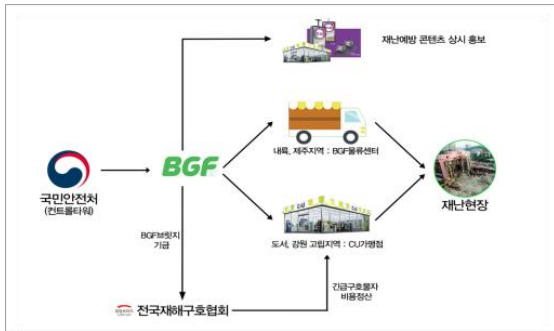 재난예방 콘텐츠 상시 홍보
내륙, 제주지역 : BGF물류센터
국민안전처
(컨트롤타워)
BGF
재난현장
도서, 강원 고립지역 : CU가맹점
BGF브릿지
기금
긴급구호물자
비용정산
전국재해구호협회